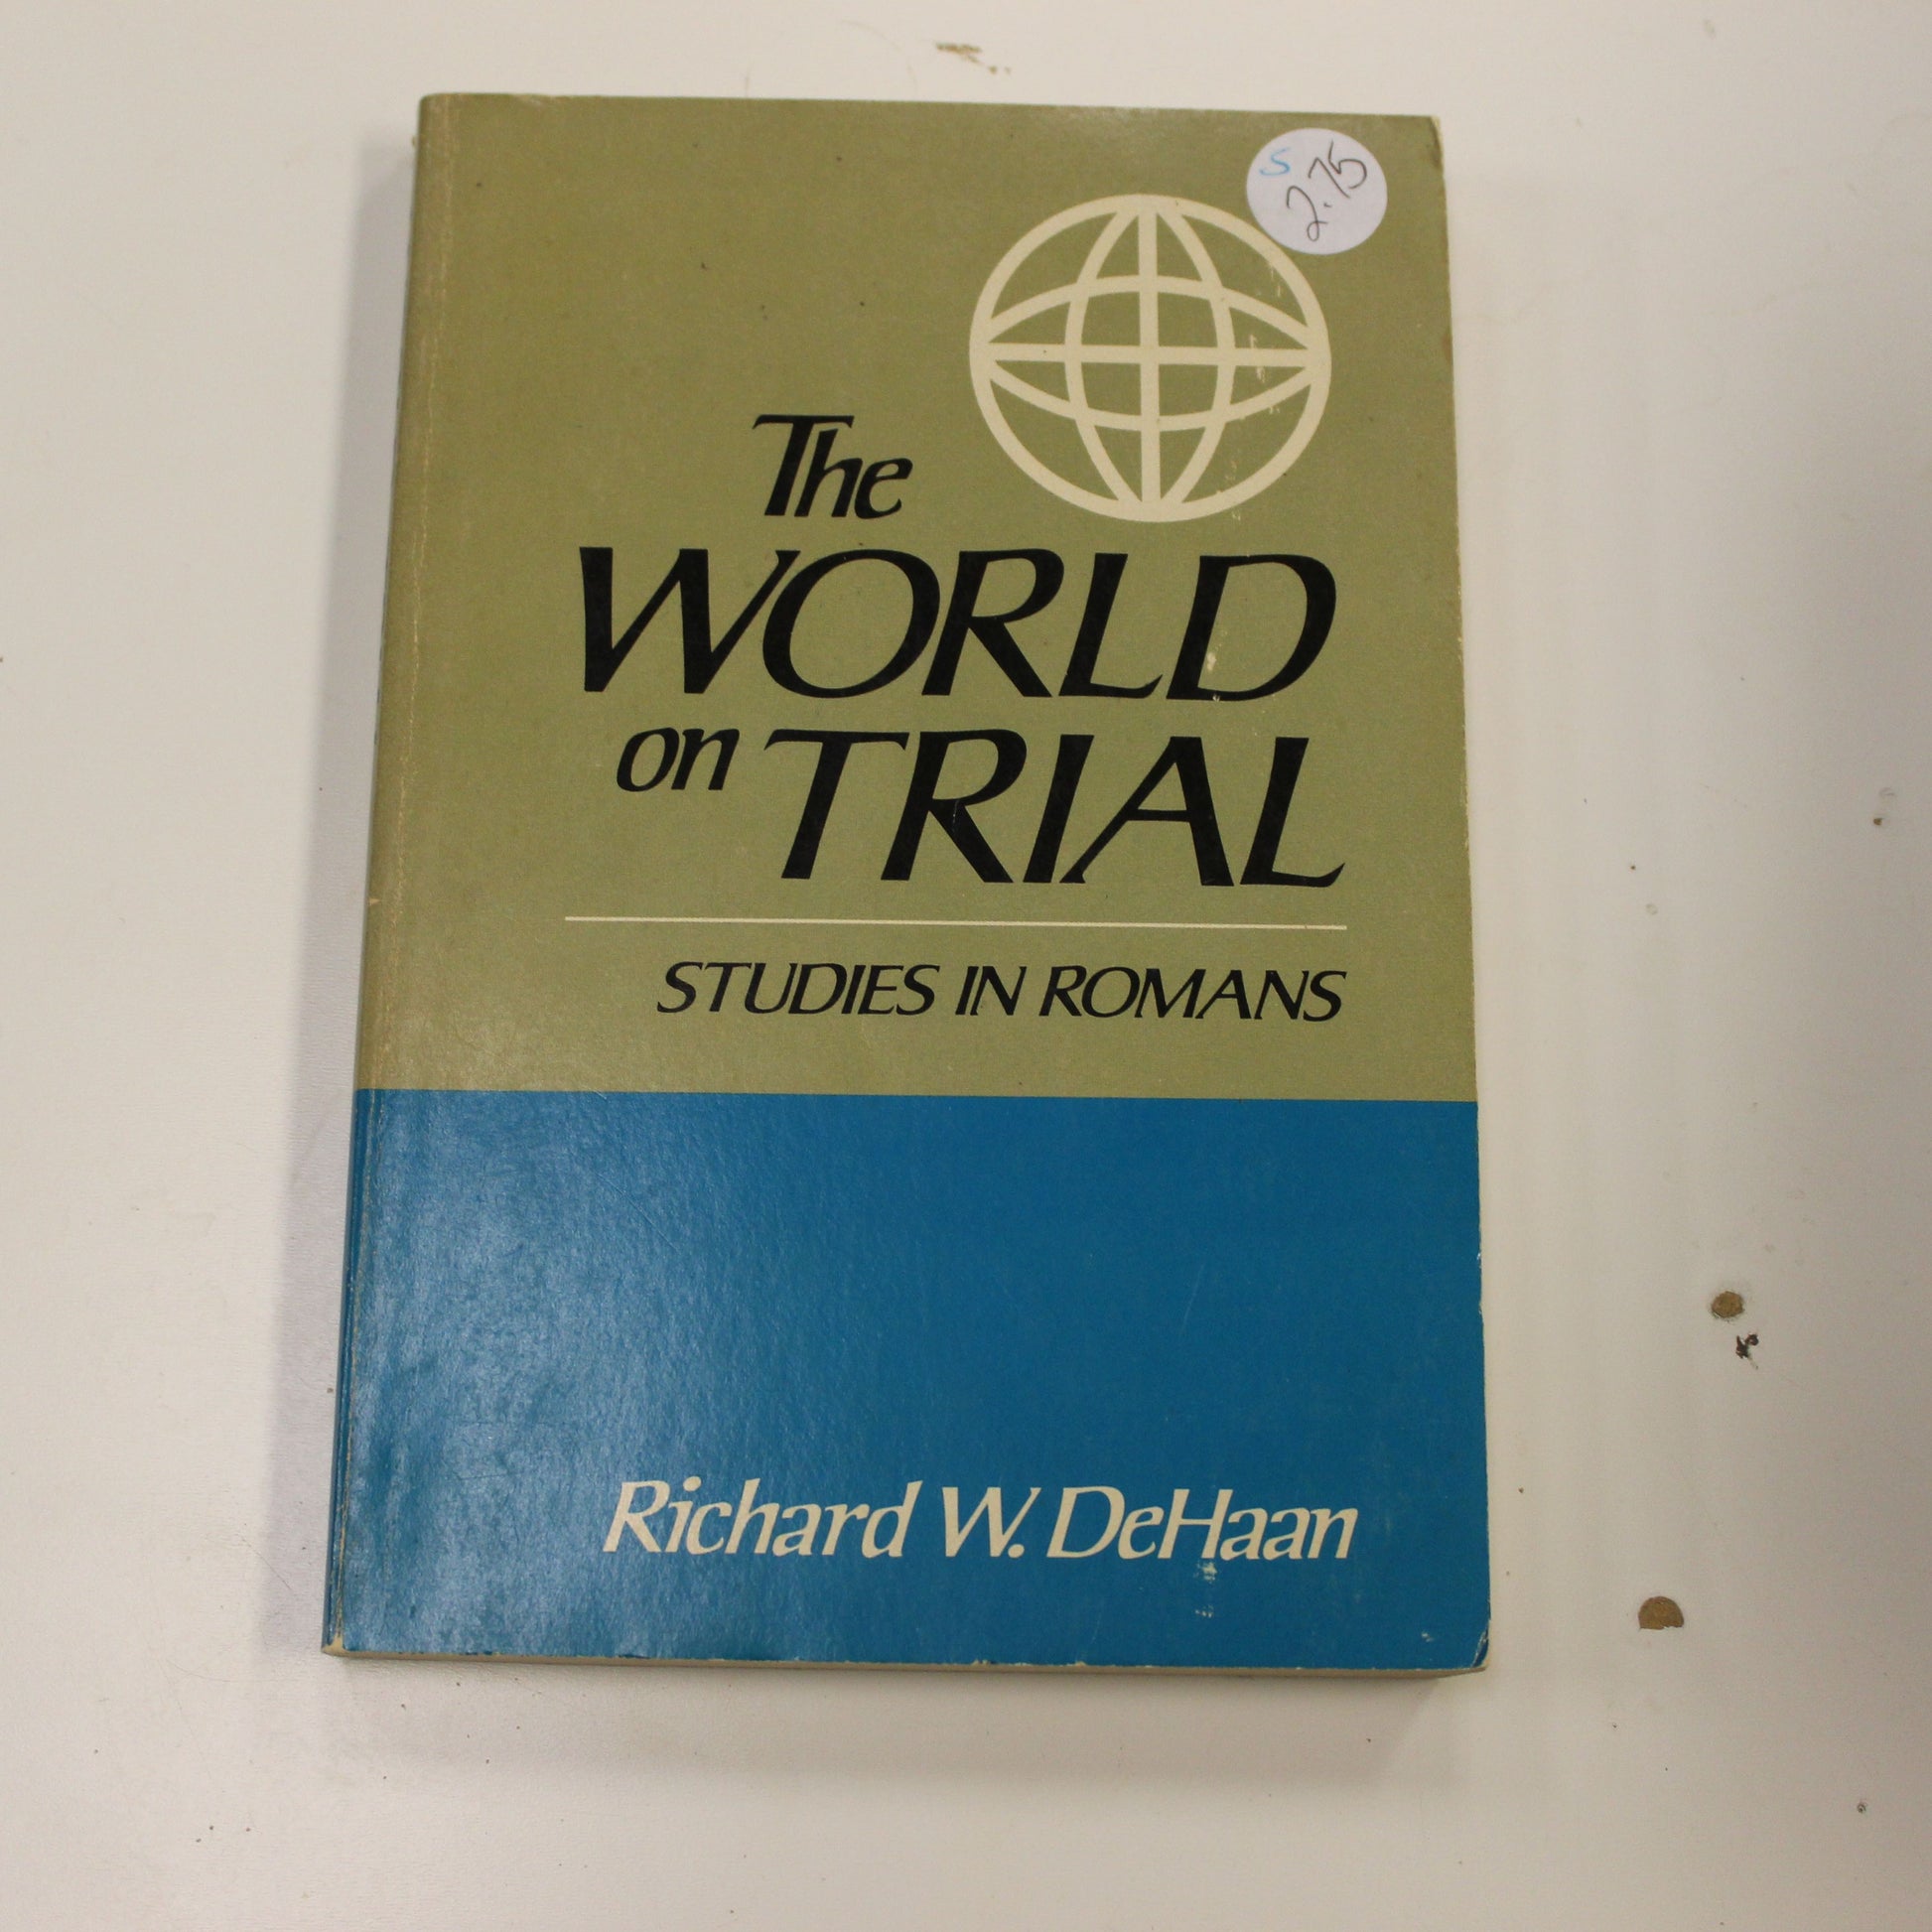 S
2.75
The
WORLD
on TRIAL
STUDIES IN ROMANS
Richard W. DeHaan